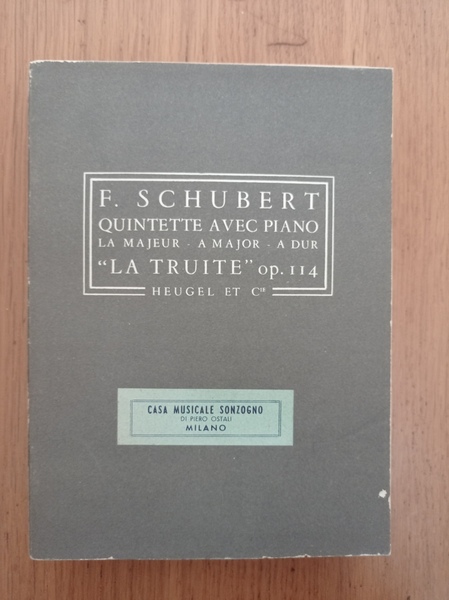 F. SCHUBERT
QUINTETTE AVEC PIANO
LA MAJEUR - A MAJOR - A DUR
“LA TRUITE” op. 114
HEUGEL ET Cie
CASA MUSICALE SONZOGNO
DI PIERO OSTALI
MILANO